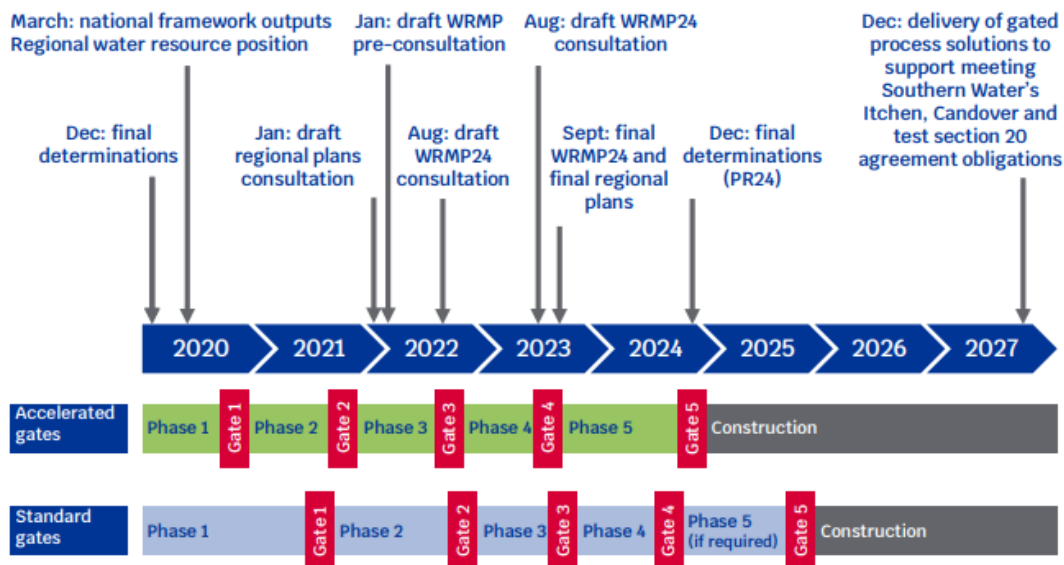 March: national framework outputs
Regional water resource position
Jan: draft WRMP
pre-consultation
Aug: draft WRMP24
consultation
Dec: delivery of gated
process solutions to
support meeting
Southern Water's
Itchen, Candover and
test section 20
agreement obligations
Dec: final
determinations
Jan: draft
regional plans
consultation
Aug: draft
WRMP24
consultation
Sept: final
WRMP24 and
final regional
plans
Dec: final
determinations
(PR24)
2020
2021
2022
2023
2024
2025
2026
2027
Accelerated
gates
Phase 1
Gate 1
Phase 2
Gate 2
Phase 3
Gate 3
Phase 4
Gate 4
Phase 5
Gate 5
Construction
Standard
gates
Phase 1
Gate 1
Phase 2
Gate 2
Phase 3
Gate 3
Phase 4
Gate 4
Phase 5
(if required)
Gate 5
Construction